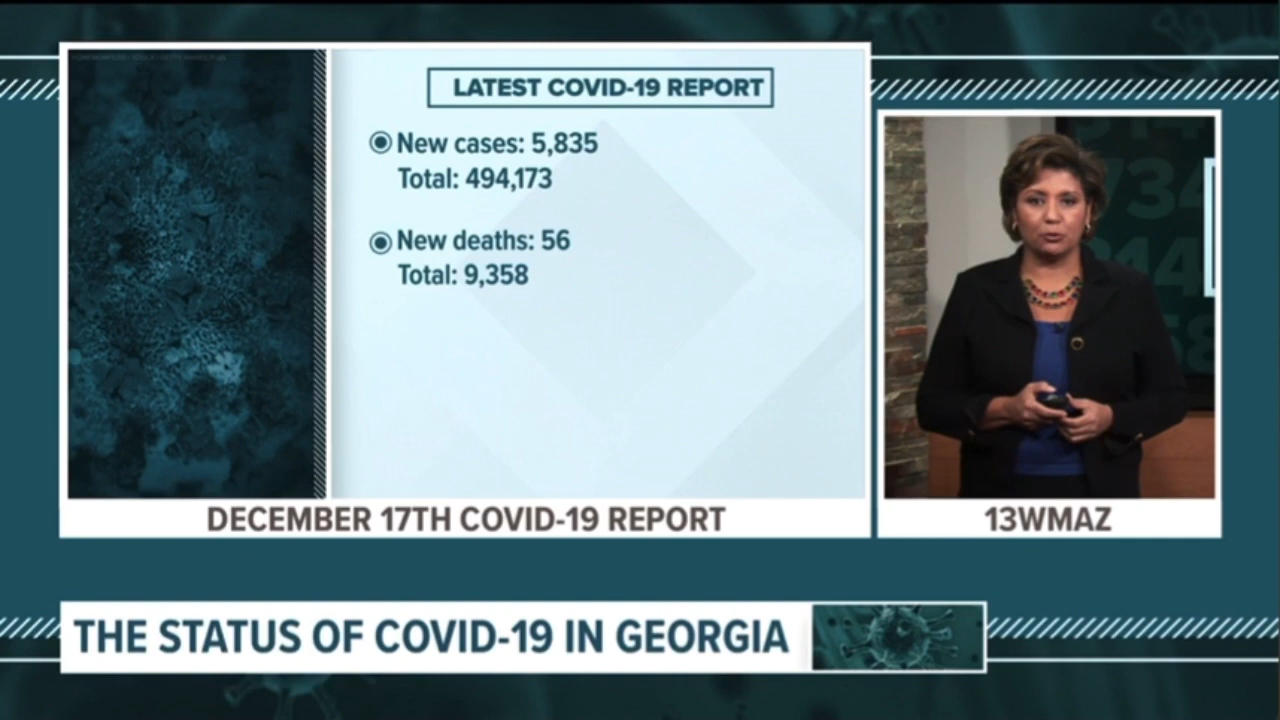 LATEST COVID-19 REPORT
New cases: 5,835
Total: 494,173
New deaths: 56
Total: 9,358
DECEMBER 17TH COVID-19 REPORT
13WMAZ
THE STATUS OF COVID-19 IN GEORGIA